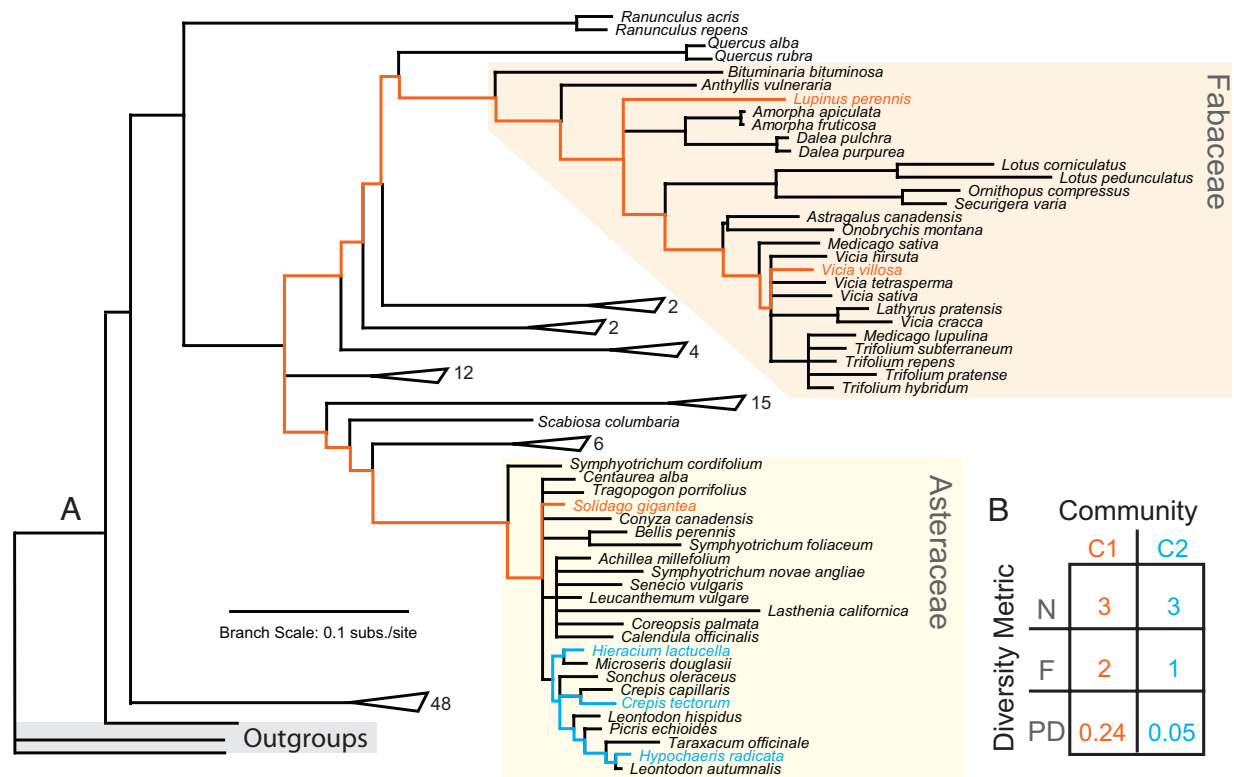 Ranunculus acris
Ranunculus repens
Quercus alba
Quercus rubra
Bituminaria bituminosa
Anthyllis vulneraria
Lupinus perennis
Amorpha apiculata
Amorpha fruticosa
Dalea pulchra
Dalea purpurea
Lotus corniculatus
Lotus pedunculatus
Ornithopus compressus
Securigera varia
Astragalus canadensis
Onobrychis montana
Medicago sativa
Vicia hirsuta
Vicia villosa
Vicia tetrasperma
Vicia sativa
Lathyrus pratensis
Vicia cracca
Medicago lupulina
Trifolium subterraneum
Trifolium repens
Trifolium pratense
Trifolium hybridum
Fabaceae
2
2
4
12
15
Scabiosa columbaria
6
Symphyotrichum cordifolium
Centaurea alba
Tragopogon porrifolius
Solidago gigantea
Conyza canadensis
Bellis perennis
Symphyotrichum foliaceum
Achillea millefolium
Symphyotrichum novae angliae
Senecio vulgaris
Leucanthemum vulgare
Lasthenia californica
Coreopsis palmata
Calendula officinalis
Hieracium lactucella
Microseris douglasii
Sonchus oleraceus
Crepis capillaris
Crepis tectorum
Leontodon hispidus
Picris echioides
Taraxacum officinale
Hypochaeris radicata
Leontodon autumnalis
Asteraceae
A
Branch Scale: 0.1 subs./site
48
Outgroups
B
Community
C1 C2
Diversity Metric
N 3 3
F 2 1
PD 0.24 0.05